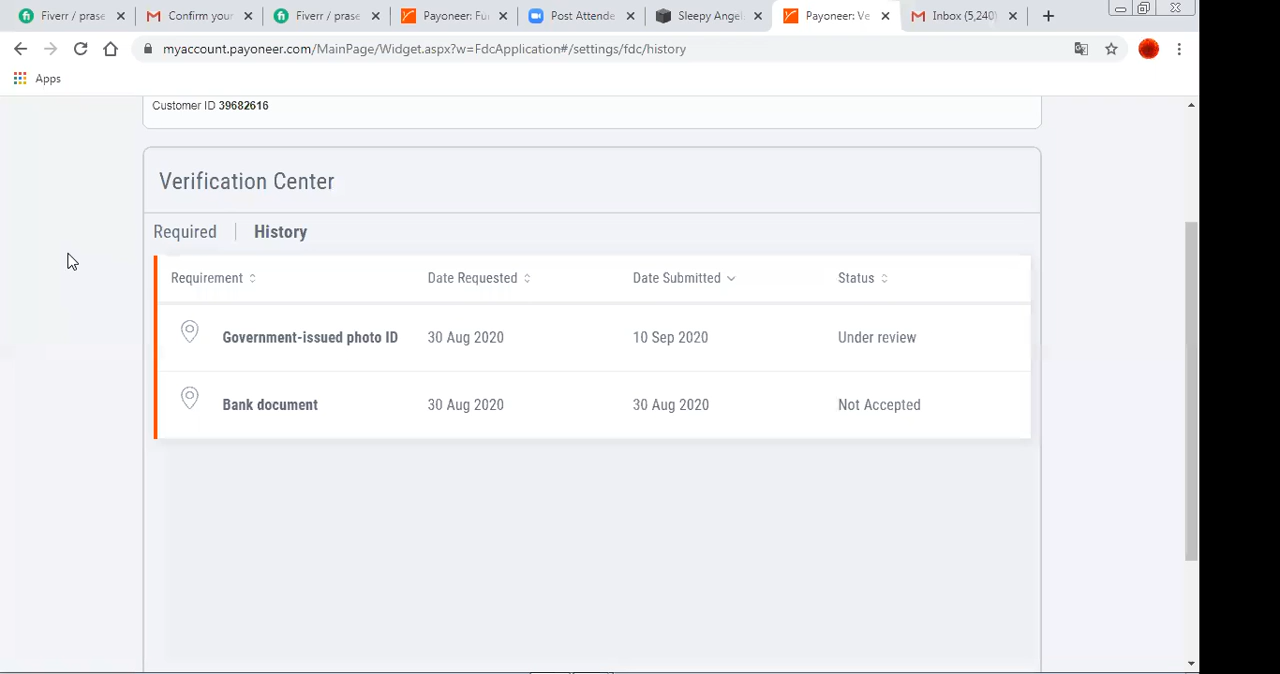 Fiverr / prase
Confirm your
Fiverr / prase
Payoneer: Fu
Post Attende
Sleepy Angel
Payoneer: Ve
Inbox (5,240)
myaccount.payoneer.com/MainPage/Widget.aspx?w=FdcApplication#/settings/fdc/history
Apps
Customer ID 39682616
Verification Center
Required | History
Requirement Date Requested Date Submitted Status
Government-issued photo ID 30 Aug 2020 10 Sep 2020 Under review
Bank document 30 Aug 2020 30 Aug 2020 Not Accepted